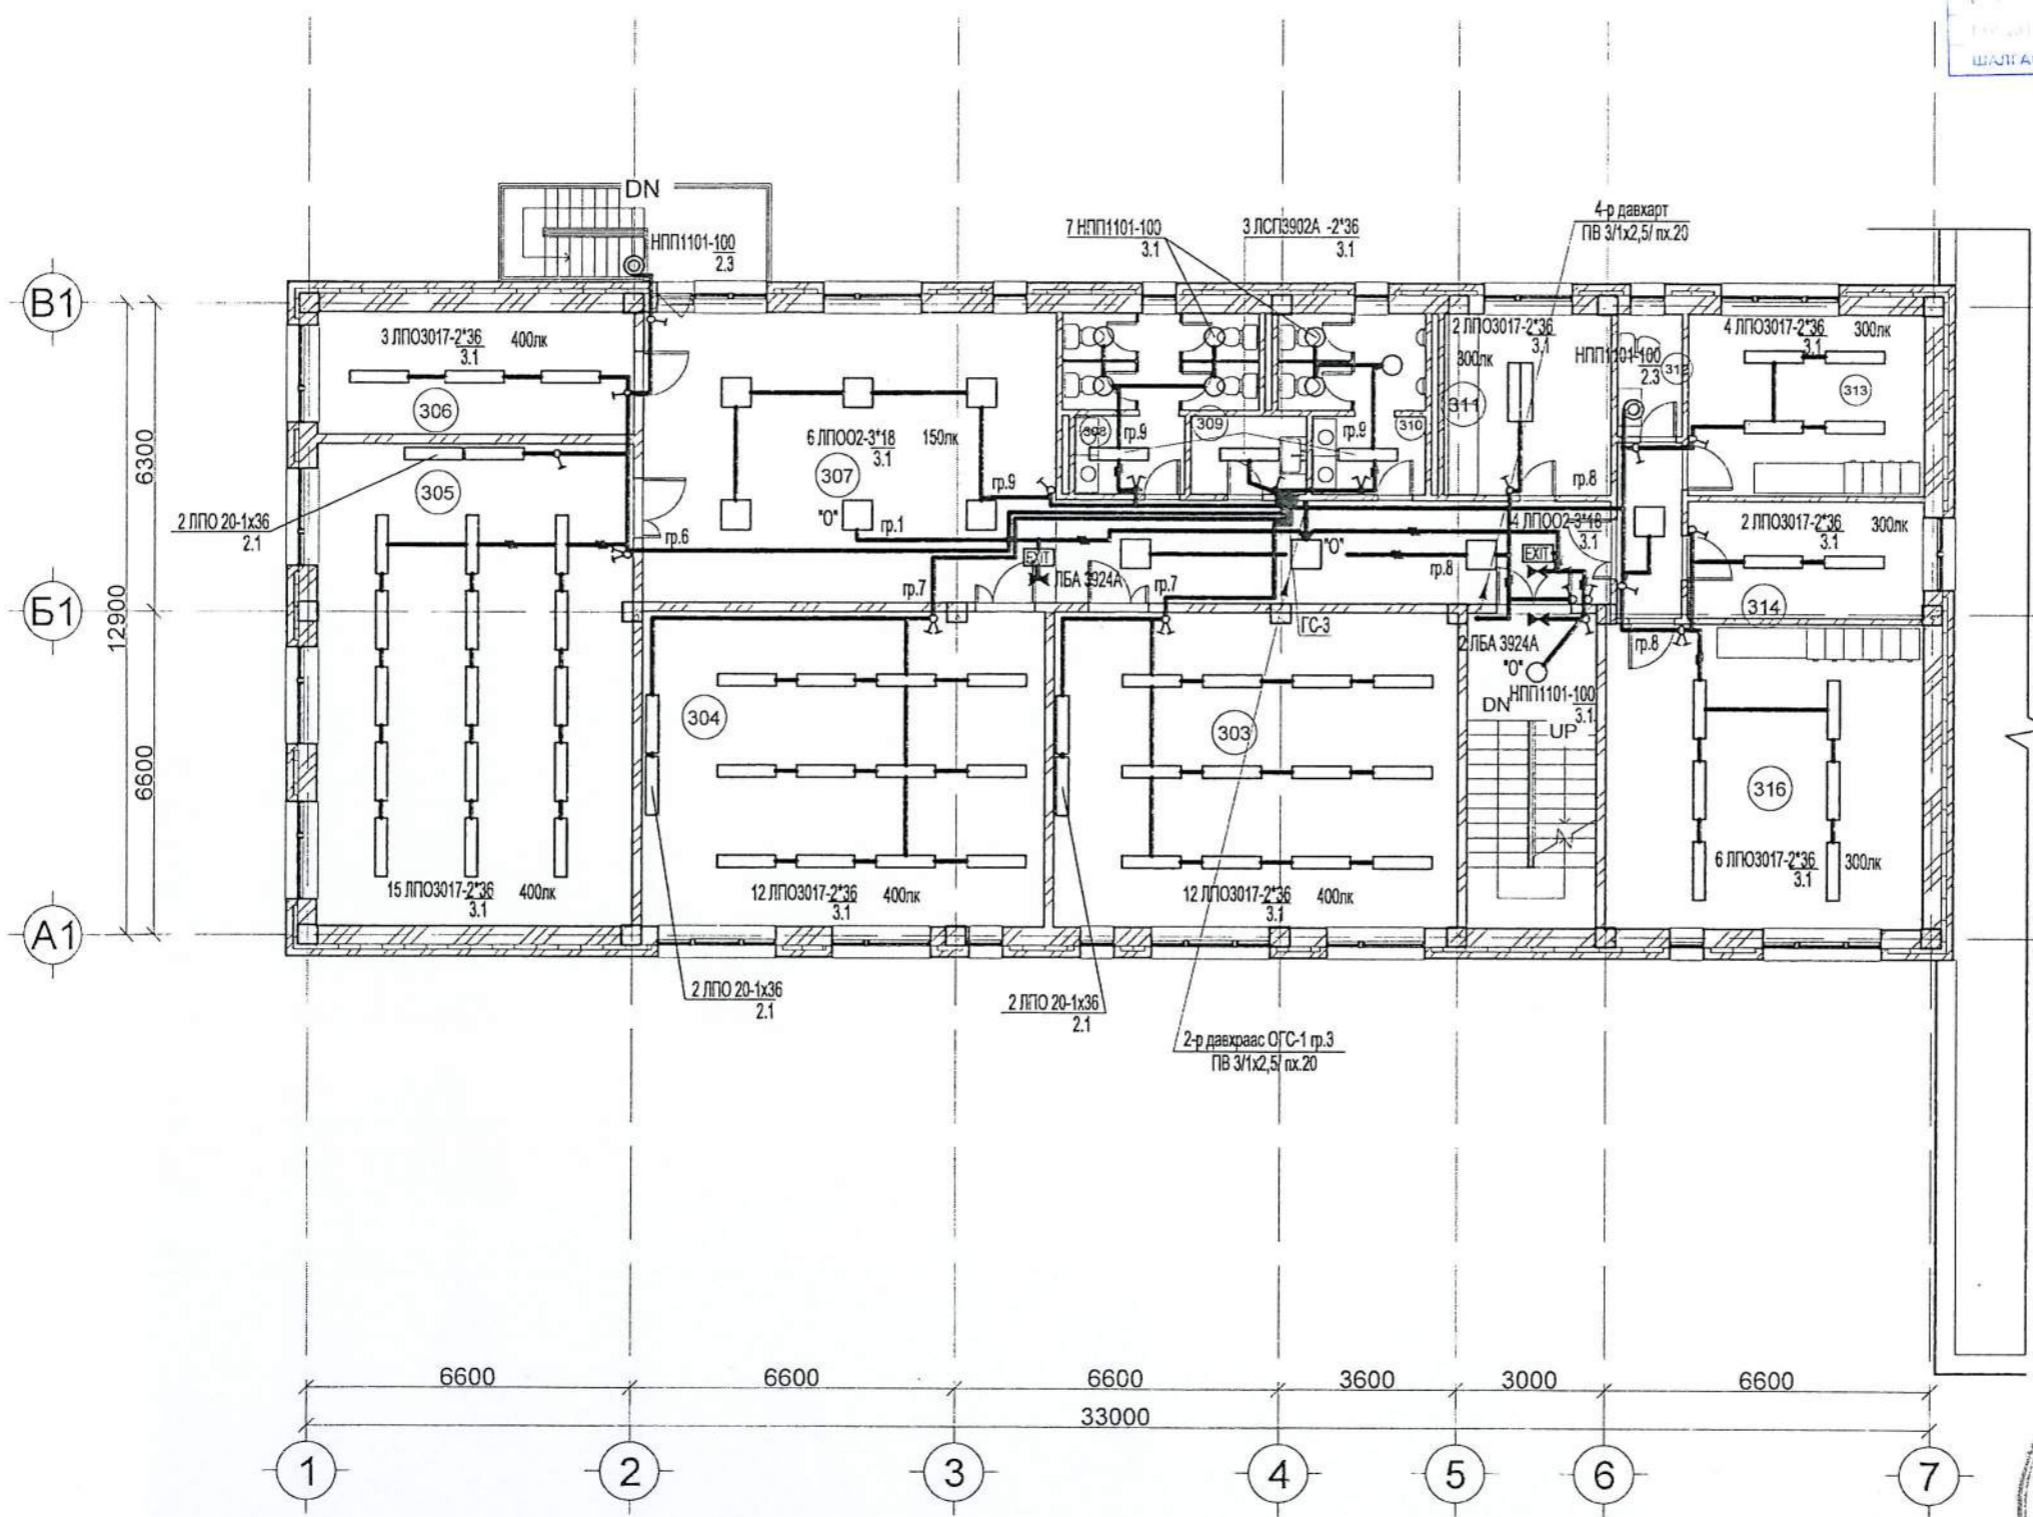 ШАЛГА
DN
НПП1101-100
2.3
7 НПП1101-100
3.1
3 ЛСП3902А -2*36
3.1
4-р давхарт
ПВ 3/1х2,5/ пх.20
В1
3 ЛПО3017-2*36 400лк
3.1
306
2 ЛПО3017-2*36
3.1
300лк
НПП1101-100
2.3
312
4 ЛПО3017-2*36 300лк
3.1
313
311
6 ЛПО02-3*18 150лк
3.1
307
308
гр.9
309
гр.9
310
6300
305
2 ЛПО 20-1х36
2.1
гр.9
гр.8
"О"
гр.1
гр.6
4 ЛПО02-3*18
3.1
2 ЛПО3017-2*36 300лк
3.1
EXIT
ЛБА 3924А
"О"
гр.8
EXIT
гр.7
гр.7
314
Б1
12900
ГС-3
2 ЛБА 3924А
"О"
НПП1101-100
3.1
гр.8
DN
UP
304
303
316
6600
15 ЛПО3017-2*36 400лк
3.1
12 ЛПО3017-2*36 400лк
3.1
12 ЛПО3017-2*36 400лк
3.1
6 ЛПО3017-2*36 300лк
3.1
А1
2 ЛПО 20-1х36
2.1
2 ЛПО 20-1х36
2.1
2-р давхраас ОГС-1 гр.3
ПВ 3/1х2,5/ пх.20
6600 6600 6600 3600 3000 6600
33000
1 2 3 4 5 6 7